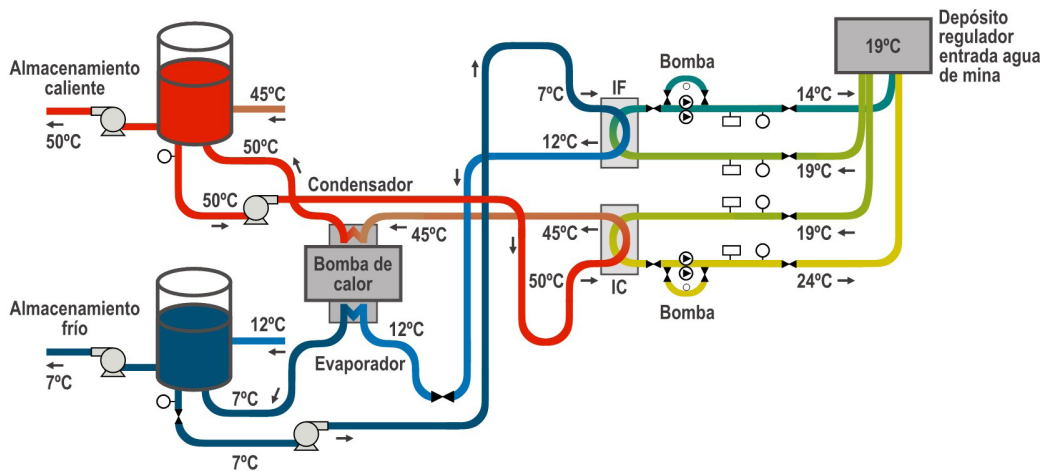 Depósito
regulador
entrada agua
de mina
19ºC
Almacenamiento
caliente
45ºC
50ºC
50ºC
50ºC
Condensador
7ºC
IF
Bomba
14ºC
12ºC
19ºC
45ºC
45ºC
19ºC
50ºC
IC
Bomba
24ºC
Bomba de
calor
Almacenamiento
frío
12ºC
12ºC
7ºC
Evaporador
7ºC
7ºC